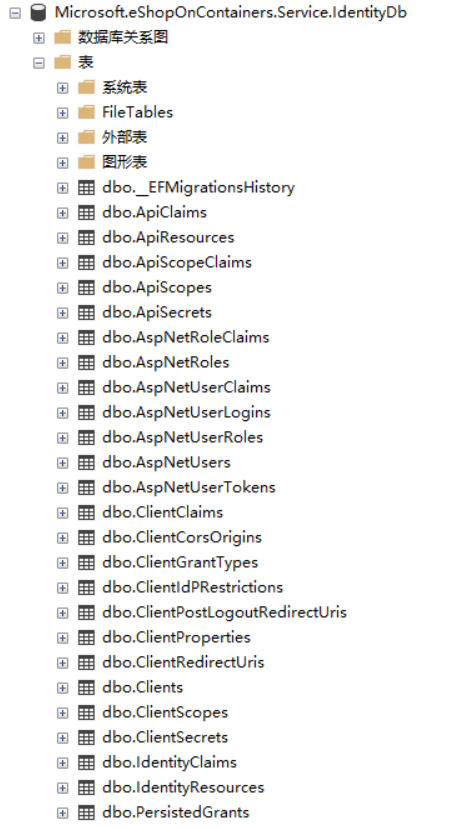 Microsoft.eShopOnContainers.Service.IdentityDb
数据库关系图
表
系统表
FileTables
外部表
图形表
dbo.__EFMigrationsHistory
dbo.ApiClaims
dbo.ApiResources
dbo.ApiScopeClaims
dbo.ApiScopes
dbo.ApiSecrets
dbo.AspNetRoleClaims
dbo.AspNetRoles
dbo.AspNetUserClaims
dbo.AspNetUserLogins
dbo.AspNetUserRoles
dbo.AspNetUsers
dbo.AspNetUserTokens
dbo.ClientClaims
dbo.ClientCorsOrigins
dbo.ClientGrantTypes
dbo.ClientIdPRestrictions
dbo.ClientPostLogoutRedirectUris
dbo.ClientProperties
dbo.ClientRedirectUris
dbo.Clients
dbo.ClientScopes
dbo.ClientSecrets
dbo.IdentityClaims
dbo.IdentityResources
dbo.PersistedGrants